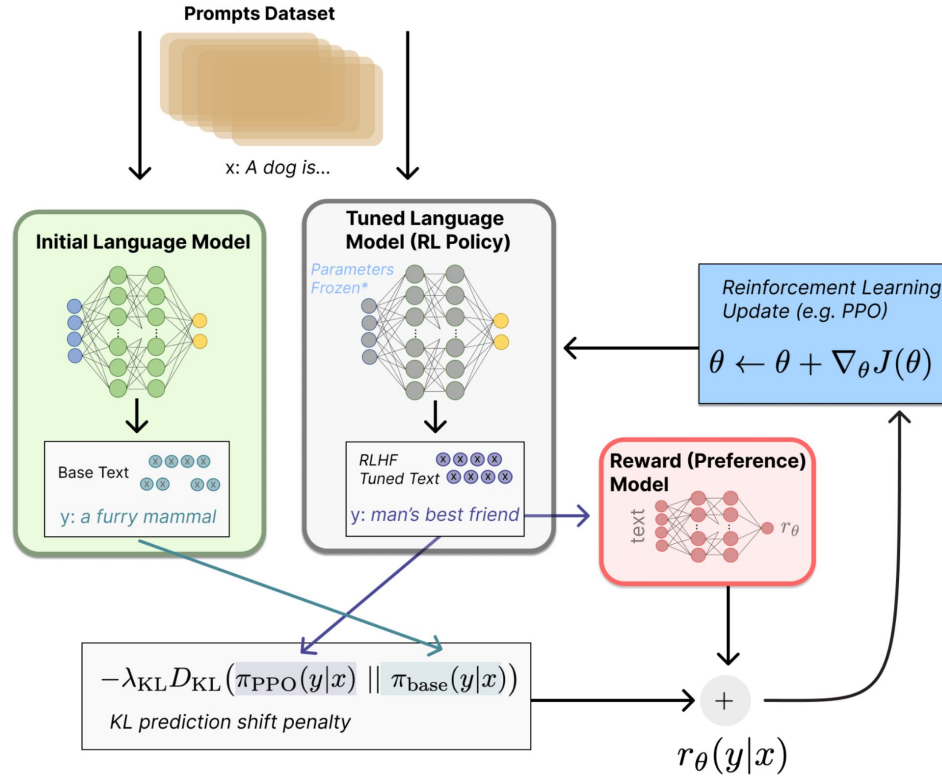 Prompts Dataset
x: A dog is...
Initial Language Model
Base Text
x x x x
x x x x
y: a furry mammal
Tuned Language
Model (RL Policy)
Parameters
Frozen*
RLHF
Tuned Text
x x x x
x x x x
y: man's best friend
Reinforcement Learning
Update (e.g. PPO)
θ ← θ + ∇θJ(θ)
Reward (Preference)
Model
text
rθ
−λKL DKL(πPPO(y|x) || πbase(y|x))
KL prediction shift penalty
+
rθ(y|x)